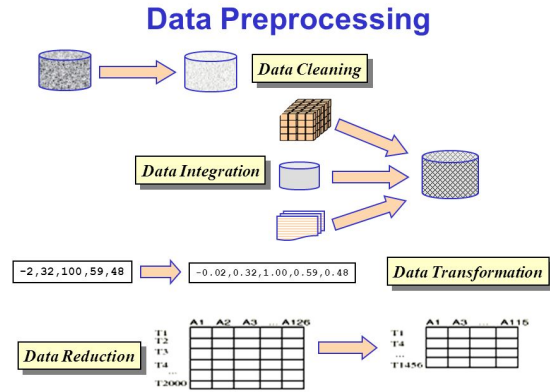 Data Preprocessing
Data Cleaning
Data Integration
-2,32,100,59,48
-0.02,0.32,1.00,0.59,0.48
Data Transformation
Data Reduction
A1 A2 A3 ... A126
T1
T2
T3
T4
...
T2000
A1 A3 ... A115
T1
T4
...
T1456